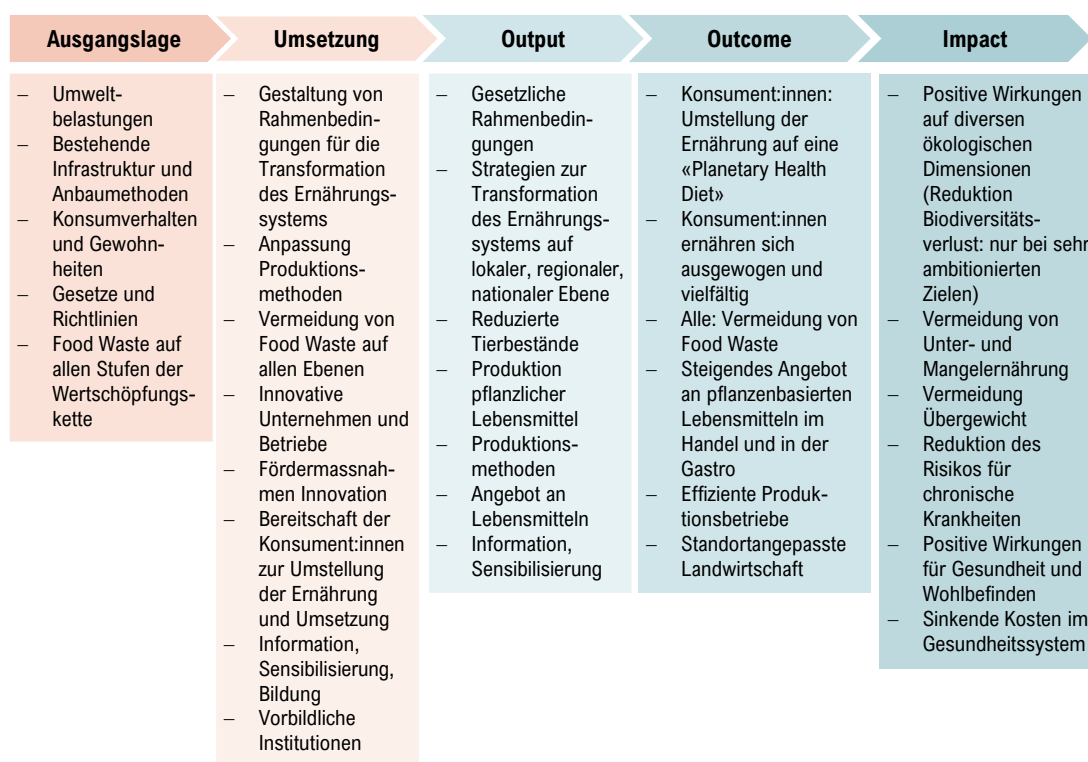 Ausgangslage
Umwelt-
belastungen
Bestehende
Infrastruktur und
Anbaumethoden
Konsumverhalten
und Gewohn-
heiten
Gesetze und
Richtlinien
Food Waste auf
allen Stufen der
Wertschöpfungs-
kette
Umsetzung
Gestaltung von
Rahmenbedin-
gungen für die
Transformation
des Ernährungs-
systems
Anpassung
Produktions-
methoden
Vermeidung von
Food Waste auf
allen Ebenen
Innovative
Unternehmen und
Betriebe
Fördermassnah-
men Innovation
Bereitschaft der
Konsument:innen
zur Umstellung
der Ernährung
und Umsetzung
Information,
Sensibilisierung,
Bildung
Vorbildliche
Institutionen
Output
Gesetzliche
Rahmenbedin-
gungen
Strategien zur
Transformation
des Ernährungs-
systems auf
lokaler, regionaler,
nationaler Ebene
Reduzierte
Tierbestände
Produktion
pflanzlicher
Lebensmittel
Produktions-
methoden
Angebot an
Lebensmitteln
Information,
Sensibilisierung
Outcome
Konsument:innen:
Umstellung der
Ernährung auf eine
«Planetary Health
Diet»
Konsument:innen
ernähren sich
ausgewogen und
vielfältig
Alle: Vermeidung von
Food Waste
Steigendes Angebot
an pflanzenbasierten
Lebensmitteln im
Handel und in der
Gastro
Effiziente Produk-
tionsbetriebe
Standortangepasste
Landwirtschaft
Impact
Positive Wirkungen
auf diversen
ökologischen
Dimensionen
(Reduktion
Biodiversitäts-
verlust: nur bei sehr
ambitionierten
Zielen)
Vermeidung von
Unter- und
Mangelernährung
Vermeidung
Übergewicht
Reduktion des
Risikos für
chronische
Krankheiten
Positive Wirkungen
für Gesundheit und
Wohlbefinden
Sinkende Kosten im
Gesundheitssystem